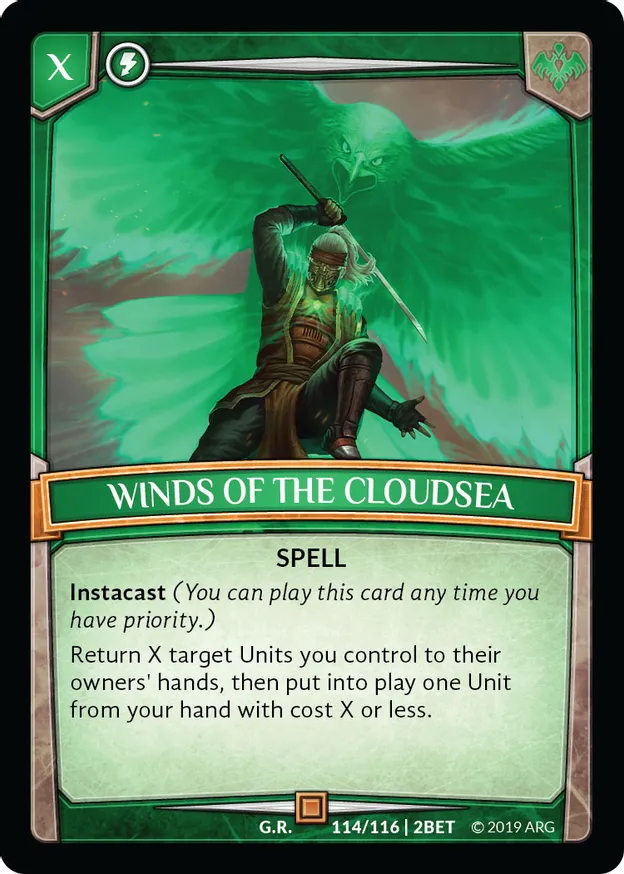 X
WINDS OF THE CLOUDSEA
SPELL
Instacast (You can play this card any time you
have priority.)
Return X target Units you control to their
owners' hands, then put into play one Unit
from your hand with cost X or less.
G.R. 114/116 | 2BET © 2019 ARG